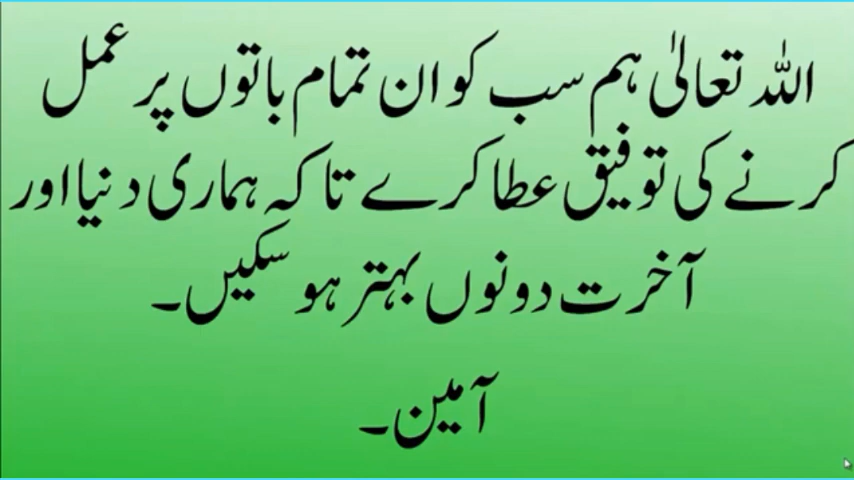 اللہ تعالیٰ ہم سب کو ان تمام باتوں پر عمل
کرنے کی توفیق عطا کرے تاکہ ہماری دنیا اور
آخرت دونوں بہتر ہو سکیں۔
آمین۔